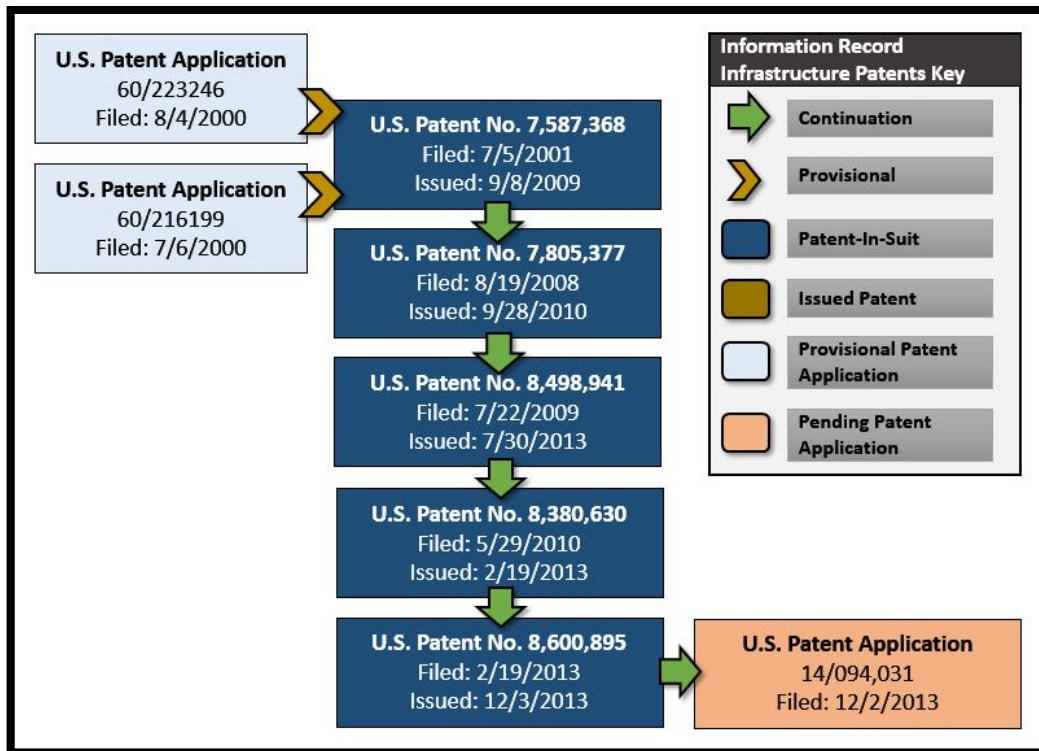 U.S. Patent Application
60/223246
Filed: 8/4/2000
U.S. Patent Application
60/216199
Filed: 7/6/2000
U.S. Patent No. 7,587,368
Filed: 7/5/2001
Issued: 9/8/2009
U.S. Patent No. 7,805,377
Filed: 8/19/2008
Issued: 9/28/2010
U.S. Patent No. 8,498,941
Filed: 7/22/2009
Issued: 7/30/2013
U.S. Patent No. 8,380,630
Filed: 5/29/2010
Issued: 2/19/2013
U.S. Patent No. 8,600,895
Filed: 2/19/2013
Issued: 12/3/2013
U.S. Patent Application
14/094,031
Filed: 12/2/2013
Information Record
Infrastructure Patents Key
Continuation
Provisional
Patent-In-Suit
Issued Patent
Provisional Patent
Application
Pending Patent
Application